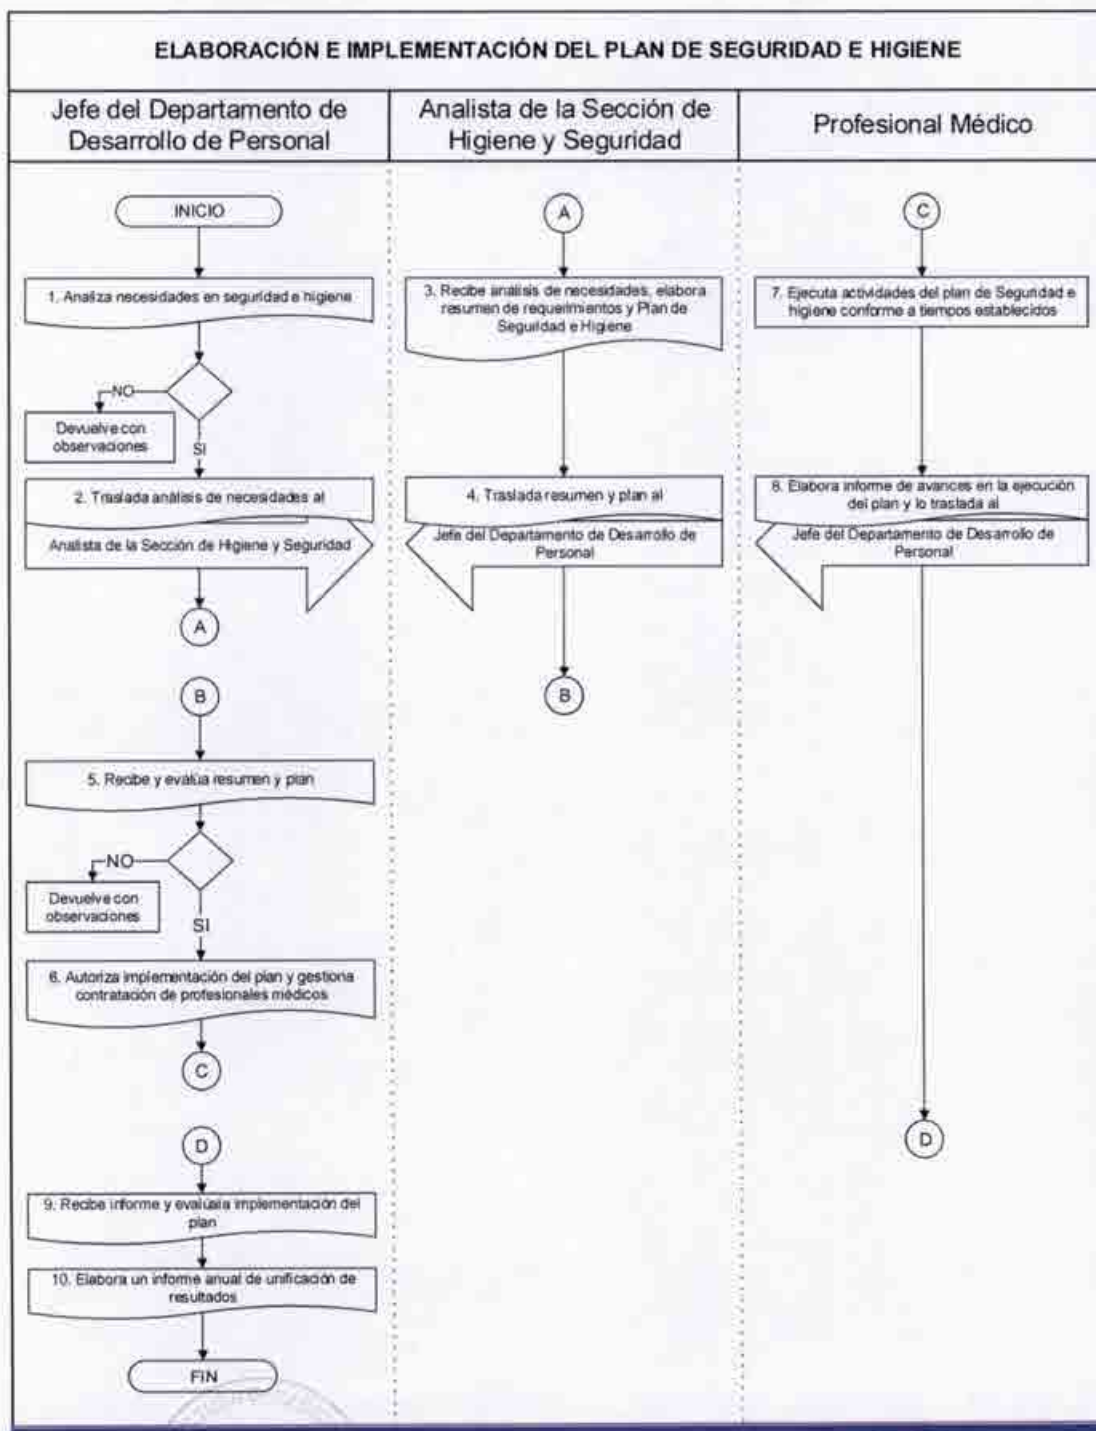 ELABORACIÓN E IMPLEMENTACIÓN DEL PLAN DE SEGURIDAD E HIGIENE
Jefe del Departamento de
Desarrollo de Personal
Analista de la Sección de
Higiene y Seguridad
Profesional Médico
INICIO
1. Analiza necesidades en seguridad e higiene
NO
Devuelve con
observaciones
SI
2. Traslada análisis de necesidades al
Analista de la Sección de Higiene y Seguridad
A
B
5. Recibe y evalúa resumen y plan
NO
Devuelve con
observaciones
SI
6. Autoriza implementación del plan y gestiona
contratación de profesionales médicos
C
D
9. Recibe informe y evalúala implementación del
plan
10. Elabora un informe anual de unificación de
resultados
FIN
A
3. Recibe análisis de necesidades, elabora
resumen de requerimientos y Plan de
Seguridad e Higiene
4. Traslada resumen y plan al
Jefe del Departamento de Desarrollo de
Personal
B
C
7. Ejecuta actividades del plan de Seguridad e
higiene conforme a tiempos establecidos
8. Elabora informe de avances en la ejecución
del plan y lo traslada al
Jefe del Departamento de Desarrollo de
Personal
D